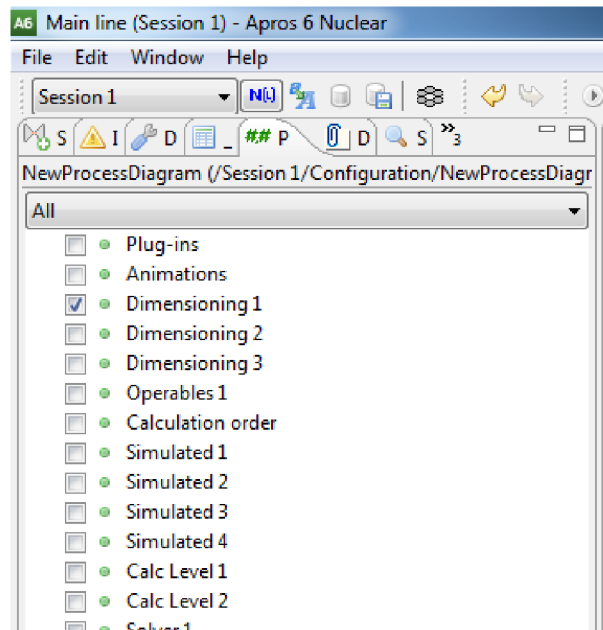 A6 Main line (Session 1) - Apros 6 Nuclear
File Edit Window Help
Session 1 N(i)
S I D _ ##.# P D S »3
NewProcessDiagram (/Session 1/Configuration/NewProcessDiagr
All
Plug-ins
Animations
Dimensioning 1
Dimensioning 2
Dimensioning 3
Operables 1
Calculation order
Simulated 1
Simulated 2
Simulated 3
Simulated 4
Calc Level 1
Calc Level 2
Solver 1